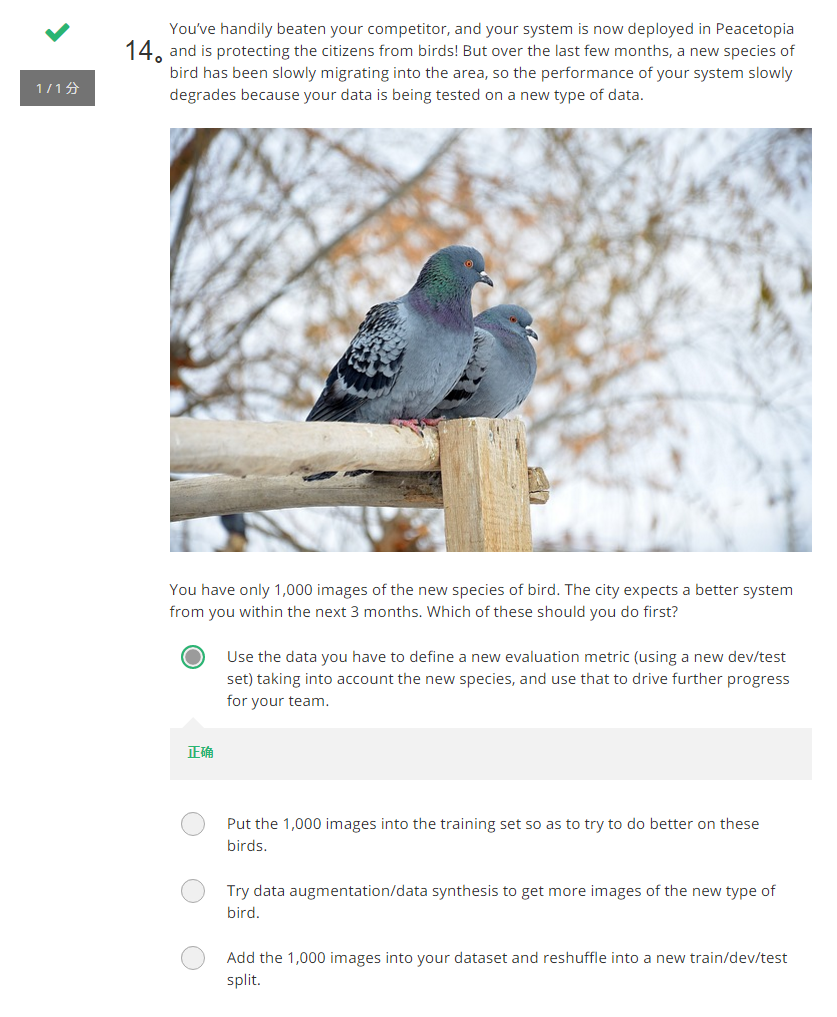 1 / 1 分
14。
You’ve handily beaten your competitor, and your system is now deployed in Peacetopia
and is protecting the citizens from birds! But over the last few months, a new species of
bird has been slowly migrating into the area, so the performance of your system slowly
degrades because your data is being tested on a new type of data.
You have only 1,000 images of the new species of bird. The city expects a better system
from you within the next 3 months. Which of these should you do first?
Use the data you have to define a new evaluation metric (using a new dev/test
set) taking into account the new species, and use that to drive further progress
for your team.
正确
Put the 1,000 images into the training set so as to try to do better on these
birds.
Try data augmentation/data synthesis to get more images of the new type of
bird.
Add the 1,000 images into your dataset and reshuffle into a new train/dev/test
split.